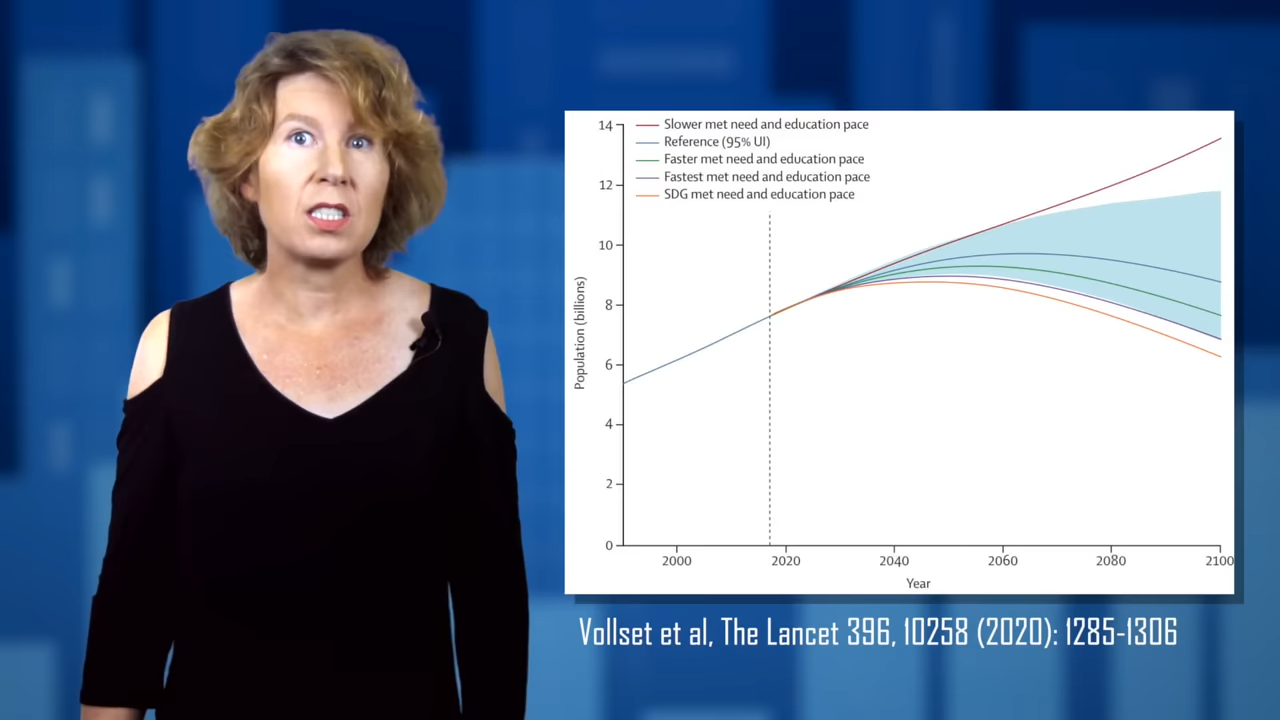 14
Slower met need and education pace
Reference (95% UI)
Faster met need and education pace
Fastest met need and education pace
SDG met need and education pace
12
10
8
6
4
2
0
Population (billions)
2000 2020 2040 2060 2080 2100
Year
Vollset et al, The Lancet 396, 10258 (2020): 1285-1306